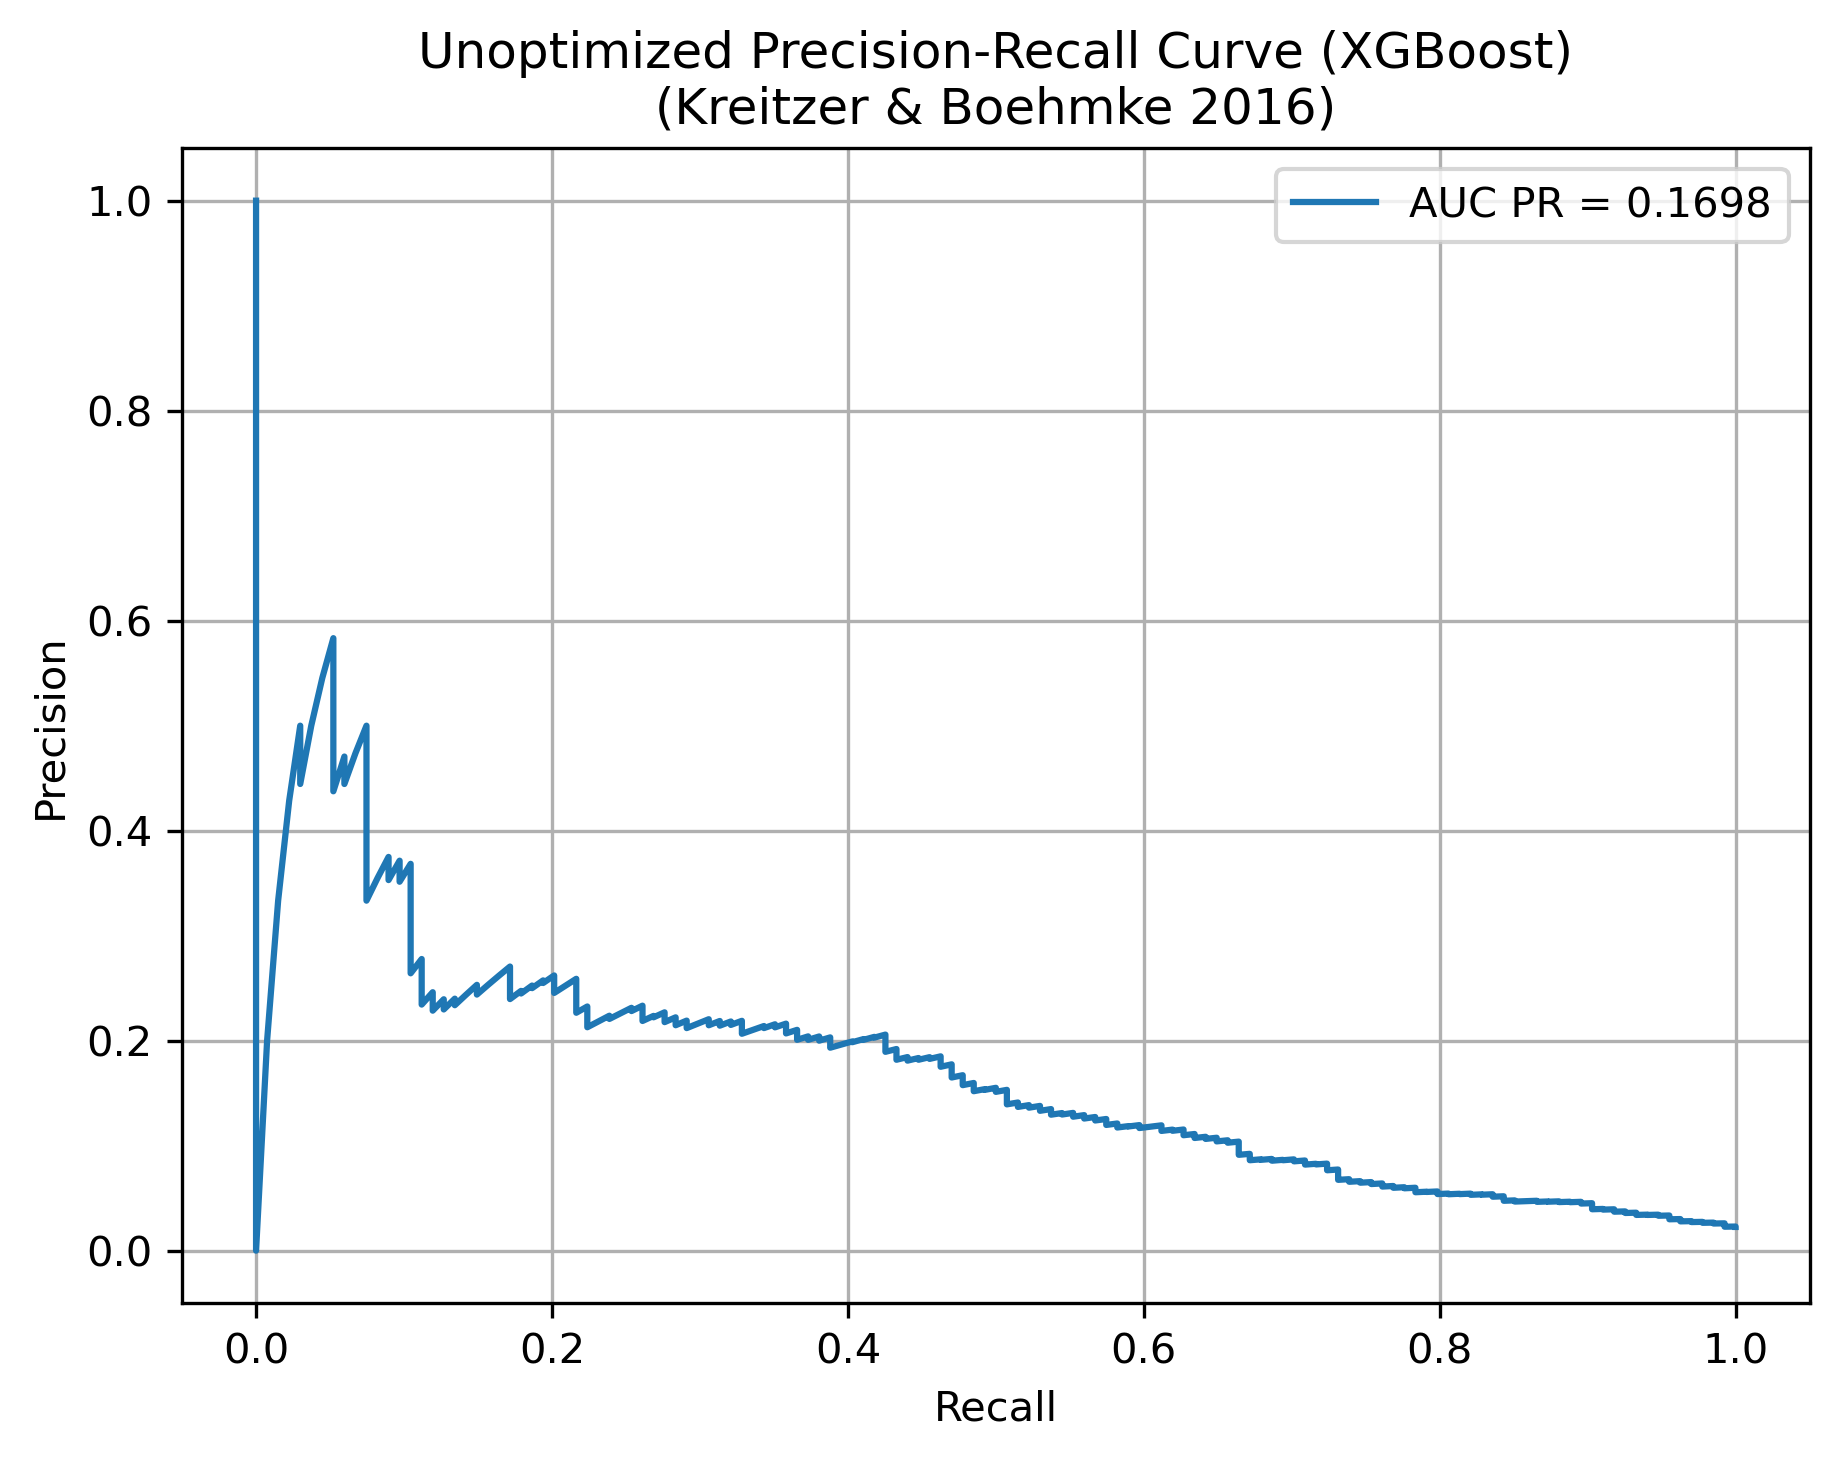 Unoptimized Precision-Recall Curve (XGBoost)
(Kreitzer & Boehmke 2016)
AUC PR = 0.1698
Precision
1.0
0.8
0.6
0.4
0.2
0.0
0.0 0.2 0.4 0.6 0.8 1.0
Recall